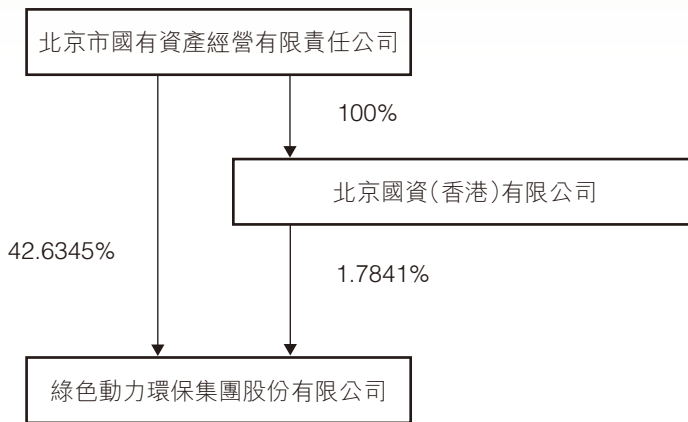 北京市國有資產經營有限責任公司
100%
北京國資(香港)有限公司
42.6345%
1.7841%
綠色動力環保集團股份有限公司